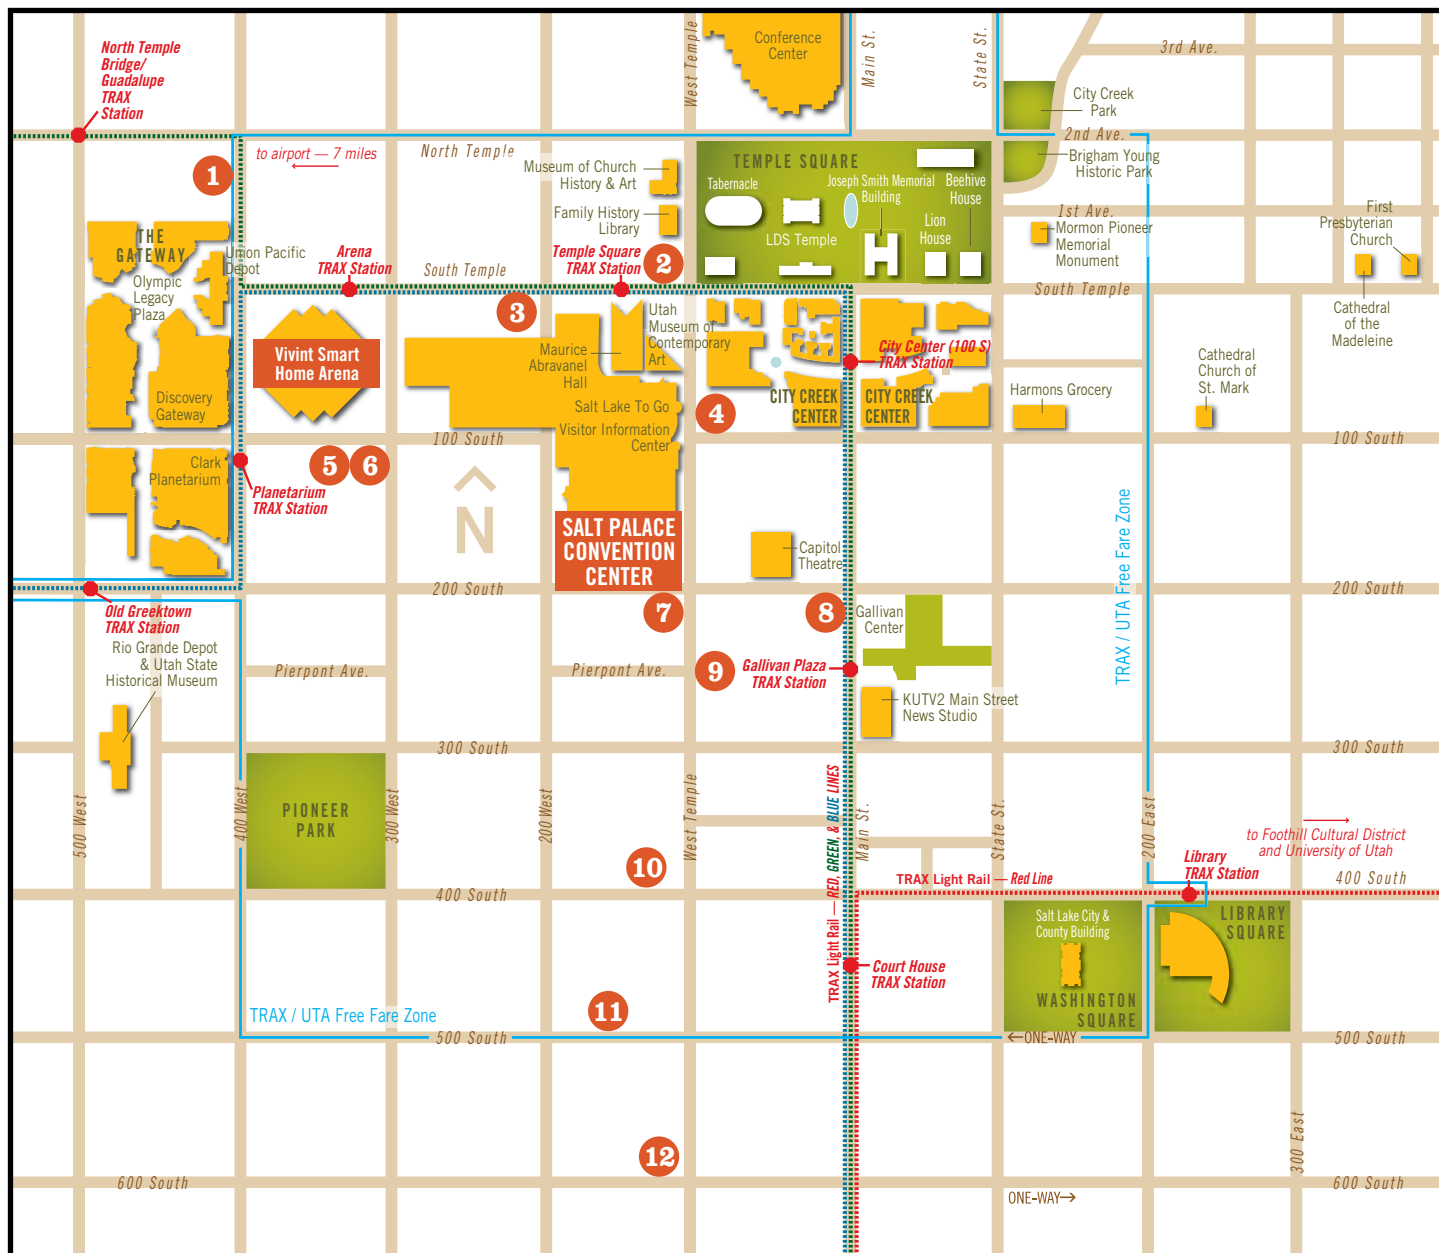 North Temple
Bridge/
Guadalupe
TRAX
Station
West Temple
Conference
Center
Main St.
State St.
3rd Ave.
City Creek
Park
2nd Ave.
Brigham Young
Historic Park
to airport — 7 miles
North Temple
1
Museum of Church
History & Art
Family History
Library
TEMPLE SQUARE
Tabernacle
Joseph Smith Memorial
Building
Beehive
House
Lion
House
LDS Temple
1st Ave.
Mormon Pioneer
Memorial
Monument
First
Presbyterian
Church
THE
GATEWAY
Union Pacific
Depot
Olympic
Legacy
Plaza
Arena
TRAX Station
South Temple
Temple Square
TRAX Station
2
South Temple
3
Cathedral
of the
Madeleine
Vivint Smart
Home Arena
Maurice
Abravanel
Hall
Utah
Museum of
Contemporary
Art
City Center (100 S)
TRAX Station
Cathedral
Church of
St. Mark
Discovery
Gateway
Salt Lake To Go
Visitor Information
Center
4
CITY CREEK
CENTER
CITY CREEK
CENTER
Harmons Grocery
100 South
100 South
Clark
Planetarium
5
6
Planetarium
TRAX Station
N
SALT PALACE
CONVENTION
CENTER
Capitol
Theatre
TRAX / UTA Free Fare Zone
200 South
200 South
Old Greektown
TRAX Station
7
8
Gallivan
Center
Rio Grande Depot
& Utah State
Historical Museum
Pierpont Ave.
Pierpont Ave.
9
Gallivan Plaza
TRAX Station
KUTV2 Main Street
News Studio
300 South
300 South
500 West
400 West
PIONEER
PARK
300 West
200 West
West Temple
TRAX Light Rail — RED, GREEN, & BLUE LINES
Main St.
State St.
200 East
to Foothill Cultural District
and University of Utah
10
Library
TRAX Station
TRAX Light Rail — Red Line
400 South
400 South
Salt Lake City &
County Building
LIBRARY
SQUARE
Court House
TRAX Station
WASHINGTON
SQUARE
11
TRAX / UTA Free Fare Zone
500 South
←ONE-WAY
500 South
300 East
12
600 South
600 South
ONE-WAY→